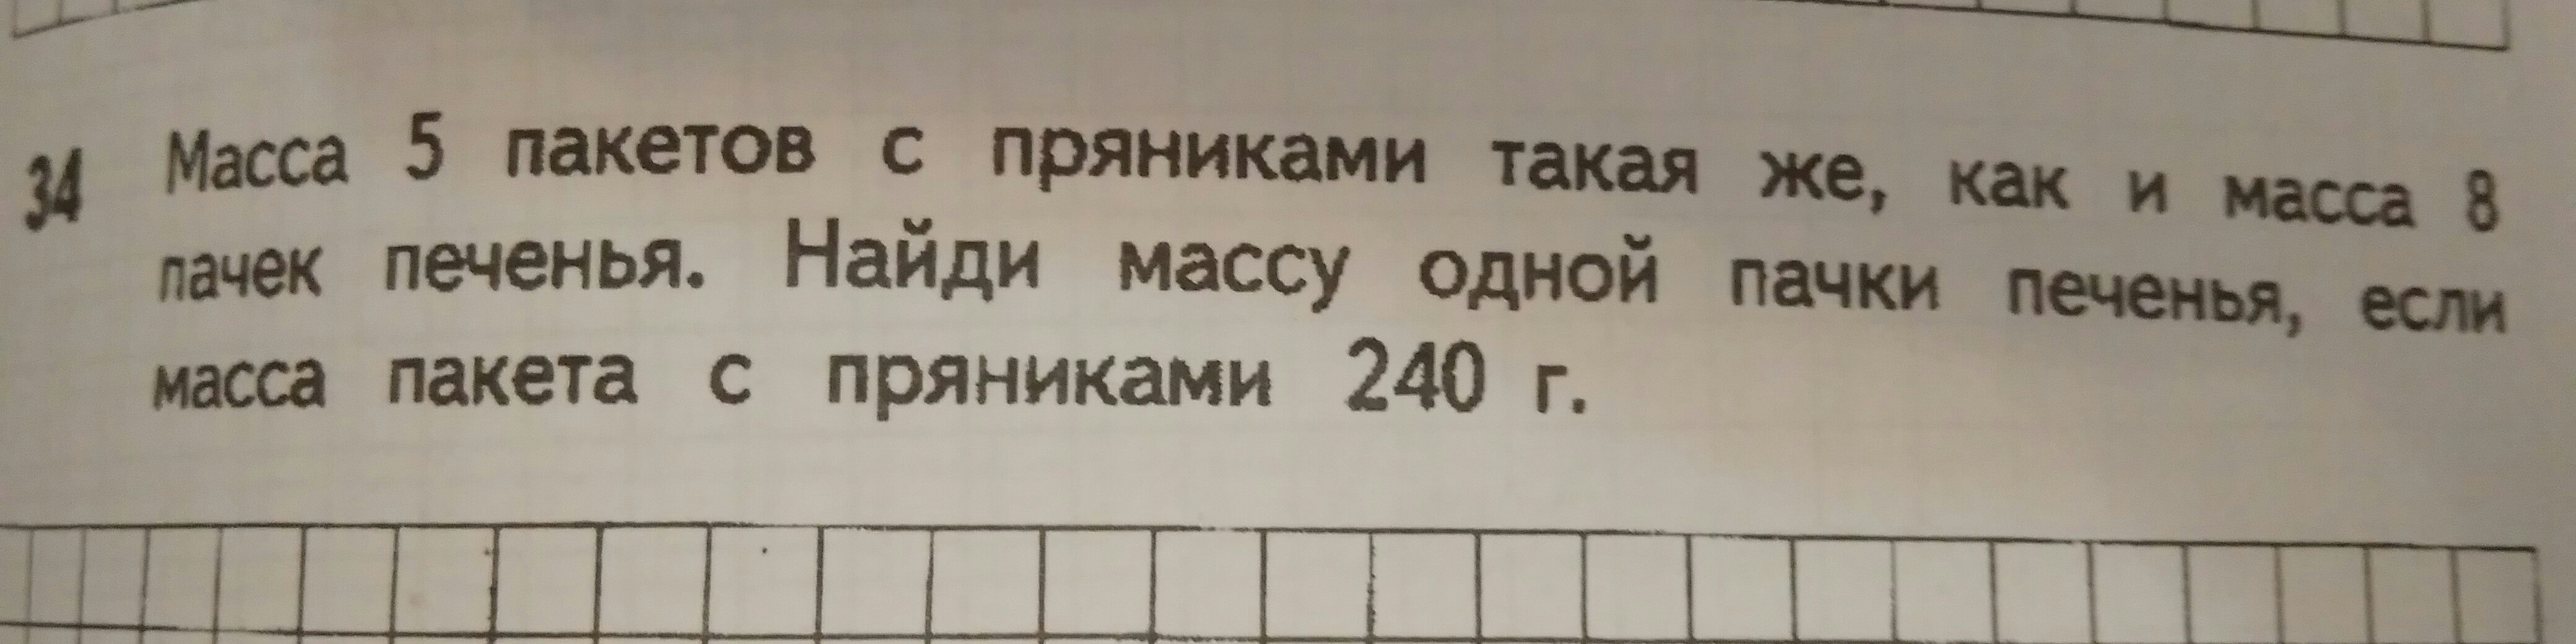 34 Масса 5 пакетов с пряниками такая же, как и масса 8
пачек печенья. Найди массу одной пачки печенья, если
масса пакета с пряниками 240 г.